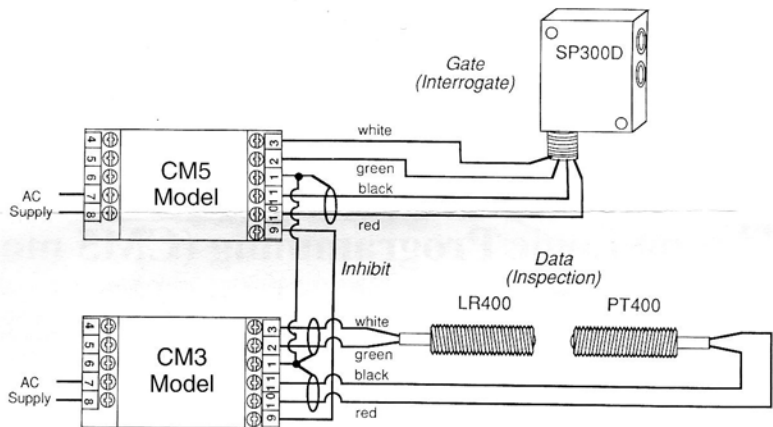 SP300D
Gate
(Interrogate)
white
green
black
red
4
5
6
7
8
CM5
Model
3
2
1
11
10
9
AC
Supply
Inhibit
Data
(Inspection)
LR400
PT400
white
green
black
red
4
5
6
7
8
CM3
Model
3
2
1
11
10
9
AC
Supply